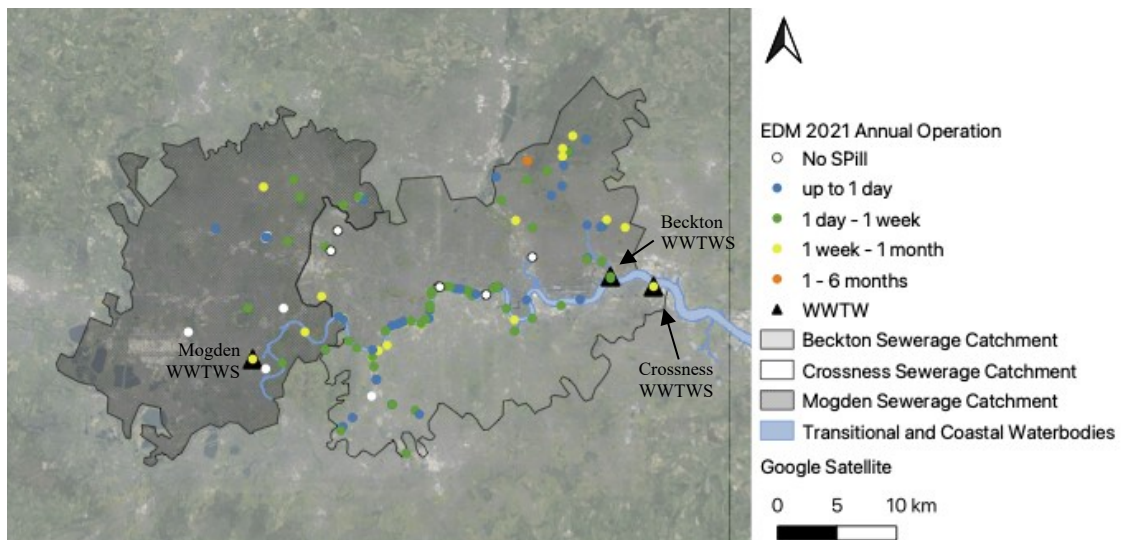 Beckton
WWTWS
Mogden
WWTWS
Crossness
WWTWS
EDM 2021 Annual Operation
No SPill
up to 1 day
1 day - 1 week
1 week - 1 month
1 - 6 months
WWTW
Beckton Sewerage Catchment
Crossness Sewerage Catchment
Mogden Sewerage Catchment
Transitional and Coastal Waterbodies
Google Satellite
0 5 10 km